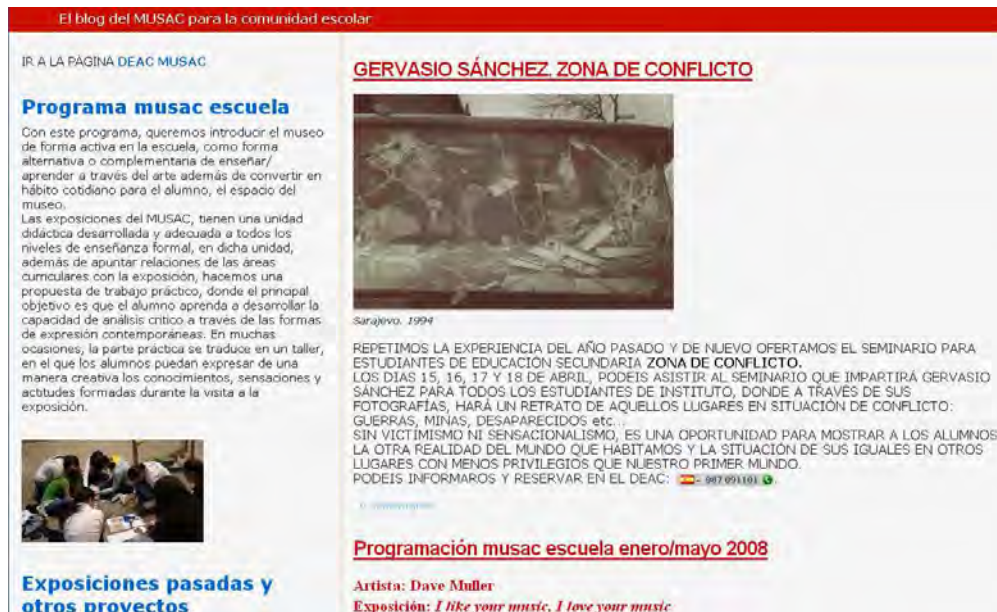 El blog del MUSAC para la comunidad escolar
IR A LA PÁGINA DEAC MUSAC
Programa musac escuela
Con este programa, queremos introducir el museo
de forma activa en la escuela, como forma
alternativa o complementaria de enseñar/
aprender a través del arte además de convertir en
hábito cotidiano para el alumno, el espacio del
museo.
Las exposiciones del MUSAC, tienen una unidad
didáctica desarrollada y adecuada a todos los
niveles de enseñanza formal, en dicha unidad,
además de apuntar relaciones de las áreas
curriculares con la exposición, hacemos una
propuesta de trabajo práctico, donde el principal
objetivo es que el alumno aprenda a desarrollar la
capacidad de análisis crítico a través de las formas
de expresión contemporáneas. En muchas
ocasiones, la parte práctica se traduce en un taller,
en el que los alumnos puedan expresar de una
manera creativa los conocimientos, sensaciones y
actitudes formadas durante la visita a la
exposición.
Exposiciones pasadas y
otros proyectos
GERVASIO SÁNCHEZ. ZONA DE CONFLICTO
Sarajevo. 1994
REPETIMOS LA EXPERIENCIA DEL AÑO PASADO Y DE NUEVO OFERTAMOS EL SEMINARIO PARA
ESTUDIANTES DE EDUCACIÓN SECUNDARIA ZONA DE CONFLICTO.
LOS DIAS 15, 16, 17 Y 18 DE ABRIL, PODEIS ASISTIR AL SEMINARIO QUE IMPARTIRÁ GERVASIO
SÁNCHEZ PARA TODOS LOS ESTUDIANTES DE INSTITUTO, DONDE A TRAVÉS DE SUS
FOTOGRAFÍAS, HARÁ UN RETRATO DE AQUELLOS LUGARES EN SITUACIÓN DE CONFLICTO:
GUERRAS, MINAS, DESAPARECIDOS etc...
SIN VICTIMISMO NI SENSACIONALISMO, ES UNA OPORTUNIDAD PARA MOSTRAR A LOS ALUMNOS
LA OTRA REALIDAD DEL MUNDO QUE HABITAMOS Y LA SITUACIÓN DE SUS IGUALES EN OTROS
LUGARES CON MENOS PRIVILEGIOS QUE NUESTRO PRIMER MUNDO.
PODEIS INFORMAROS Y RESERVAR EN EL DEAC: 987 091101
Programación musac escuela enero/mayo 2008
Artista: Dave Muller
Exposición: I like your music, I love your music